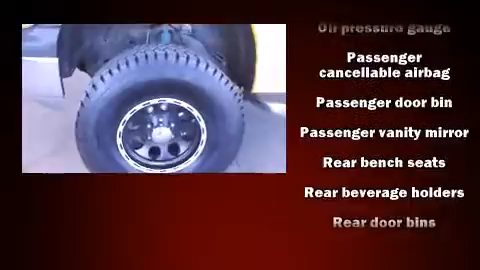 Oil pressure gauge
Passenger
cancellable airbag
Passenger door bin
Passenger vanity mirror
Rear bench seats
Rear beverage holders
Rear door bins